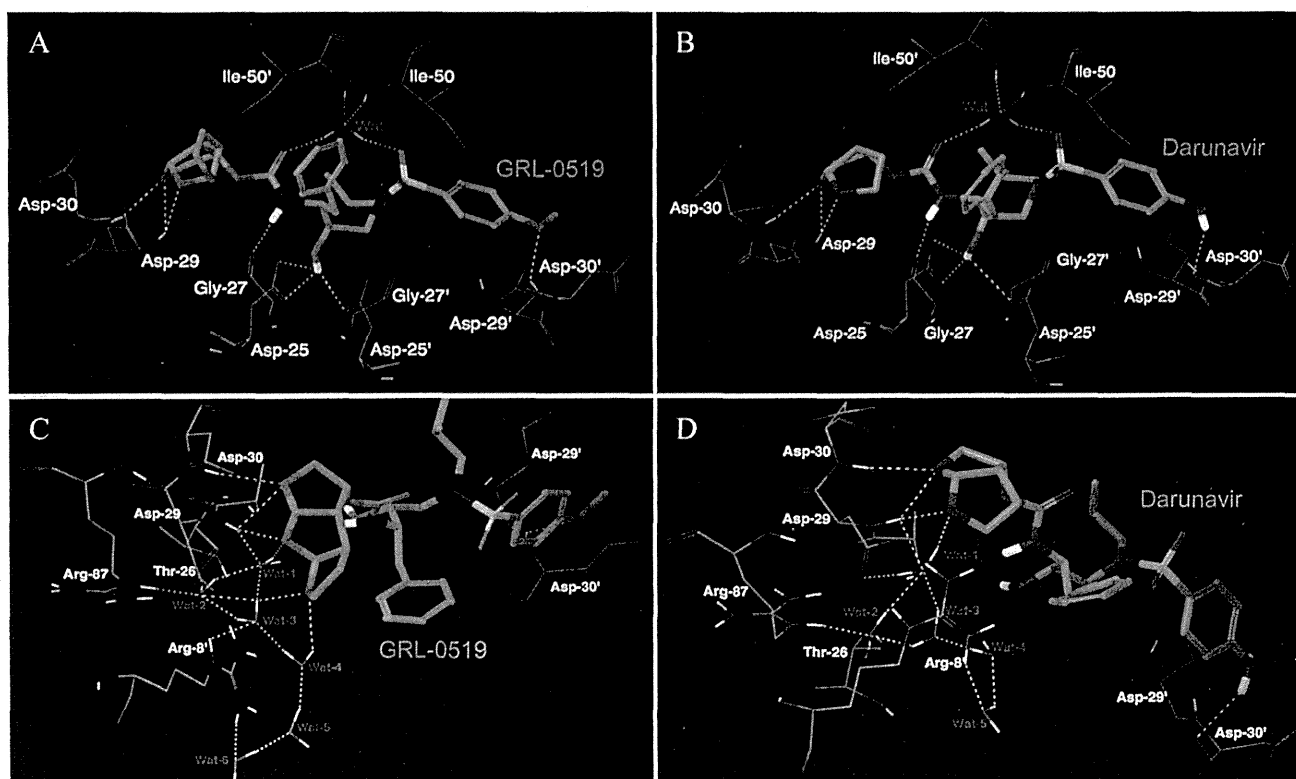 A
Ile-50'
Ile-50
Wat
GRL-0519
Asp-30
Asp-29
Gly-27
Asp-25
Gly-27'
Asp-25'
Asp-30'
Asp-29'
B
Ile-50'
Ile-50
Wat
Darunavir
Asp-30
Asp-29
Asp-25
Gly-27
Gly-27'
Asp-25'
Asp-30'
Asp-29'
C
Asp-30
Asp-29'
Asp-29
Arg-87
Thr-26
Wat-1
Wat-2
Wat-3
Asp-30'
GRL-0519
Arg-8'
Wat-4
Wat-5
Wat-6
D
Asp-30
Darunavir
Asp-29
Wat-1
Arg-87
Wat-2
Wat-3
Thr-26
Arg-8'
Wat-4
Wat-5
Asp-29'
Asp-30'